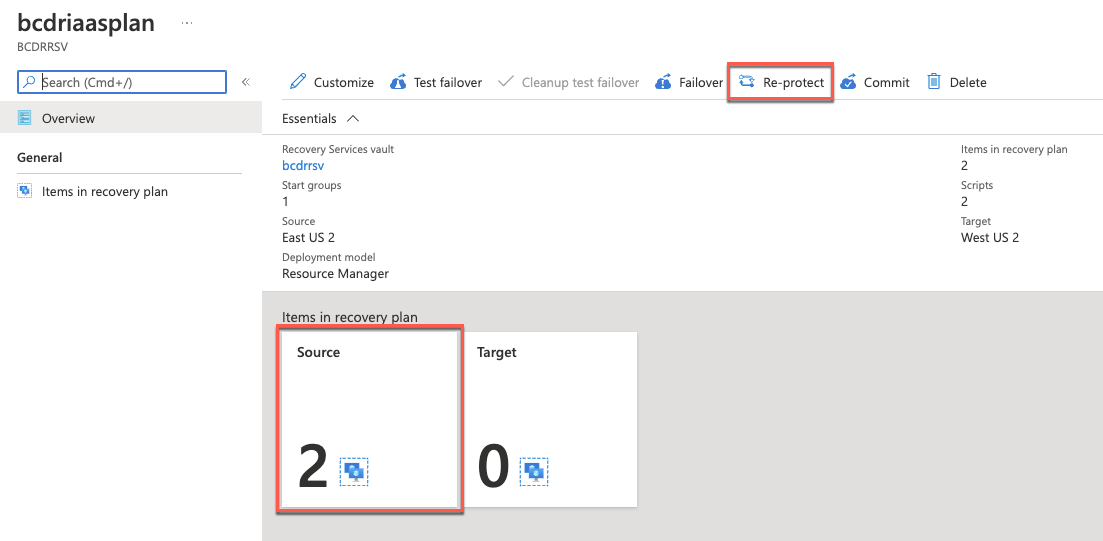 bcdriaasplan ...
BCDRRSV
Search (Cmd+/)
«
Customize Test failover Cleanup test failover Failover Re-protect Commit Delete
Overview
Essentials
General
Items in recovery plan
Recovery Services vault
bcdrrsv
Start groups
1
Source
East US 2
Deployment model
Resource Manager
Items in recovery plan
2
Scripts
2
Target
West US 2
Items in recovery plan
Source
2
Target
0